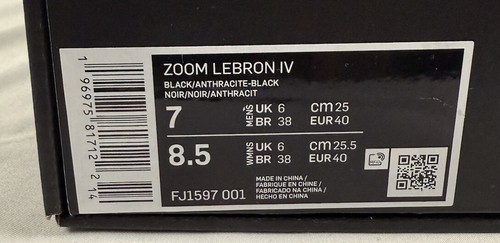 ZOOM LEBRON IV
BLACK/ANTHRACITE-BLACK
NOIR/NOIR/ANTHRACIT
7 MENS UK 6 CM 25
BR 38 EUR 40
8.5 WMNS UK 6 CM 25.5
BR 38 EUR 40
FJ1597 001
MADE IN CHINA /
FABRIQUE EN CHINE /
FABRICADO NA CHINA /
HECHO EN CHINA
1 96975 81712 2 14